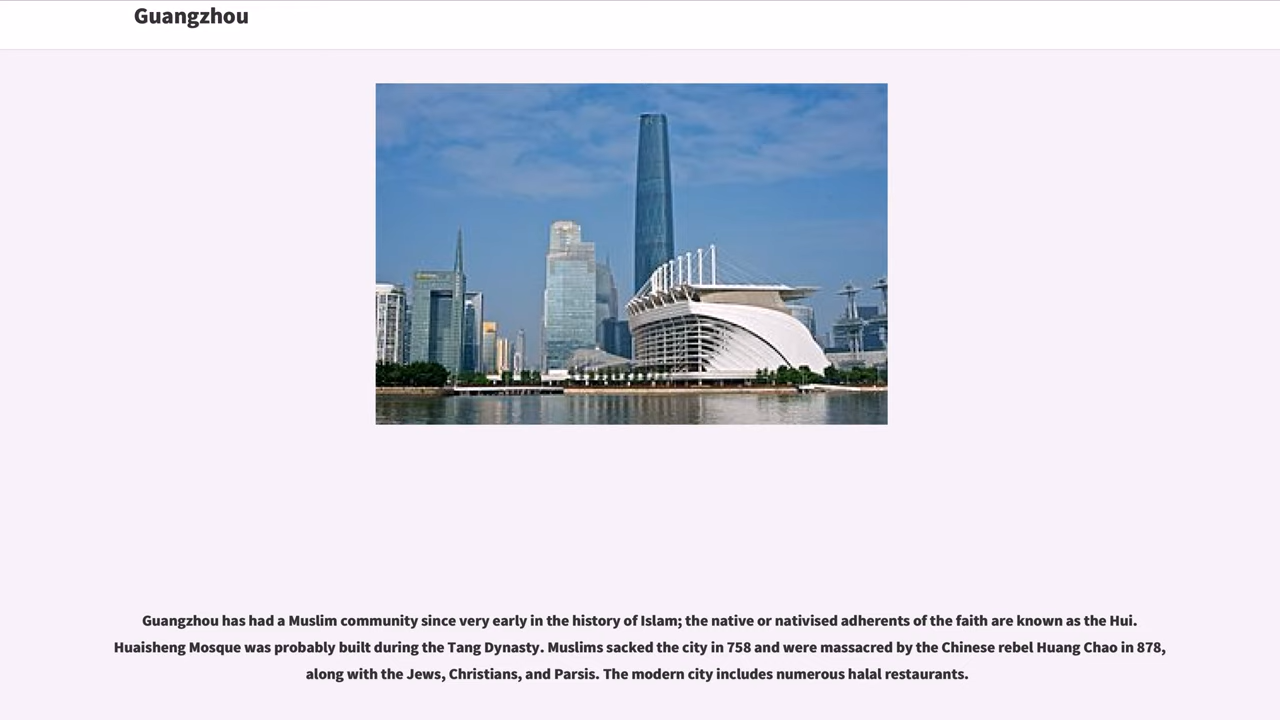 Guangzhou
Guangzhou has had a Muslim community since very early in the history of Islam; the native or nativised adherents of the faith are known as the Hui.
Huaisheng Mosque was probably built during the Tang Dynasty. Muslims sacked the city in 758 and were massacred by the Chinese rebel Huang Chao in 878,
along with the Jews, Christians, and Parsis. The modern city includes numerous halal restaurants.